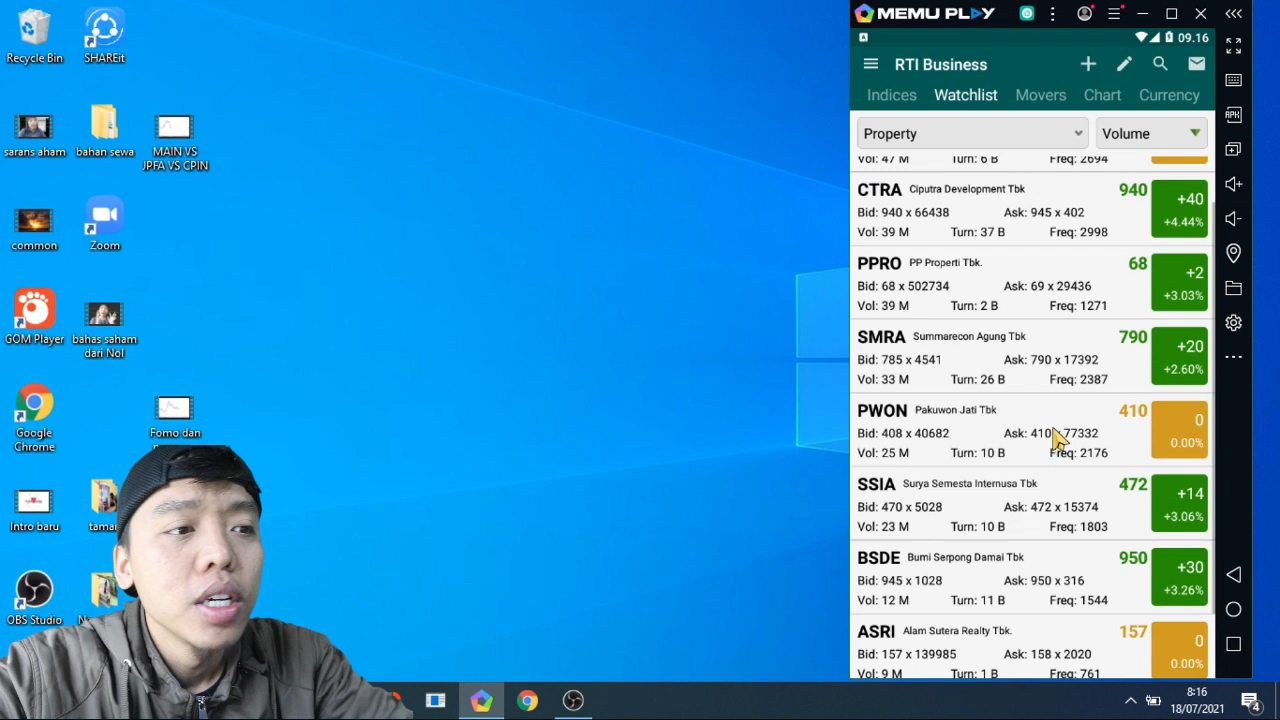 Recycle Bin
SHAREit
sarans aham
bahan sewa
MAIN VS
JPFA VS CPIN
common
Zoom
GOM Player
bahas saham
dari Nol
Google
Chrome
Fomo dan
Intro baru
tamar
OBS Studio
MEMU PLAY
09.16
RTI Business
Indices Watchlist Movers Chart Currency
Property Volume
Vol: 47 M Turn: 6 B Freq: 2694
CTRA Ciputra Development Tbk 940 +40
Bid: 940 x 66438 Ask: 945 x 402 +4.44%
Vol: 39 M Turn: 37 B Freq: 2998
PPRO PP Properti Tbk. 68 +2
Bid: 68 x 502734 Ask: 69 x 29436 +3.03%
Vol: 39 M Turn: 2 B Freq: 1271
SMRA Summarecon Agung Tbk 790 +20
Bid: 785 x 4541 Ask: 790 x 17392 +2.60%
Vol: 33 M Turn: 26 B Freq: 2387
PWON Pakuwon Jati Tbk 410 0
Bid: 408 x 40682 Ask: 410 x 77332 0.00%
Vol: 25 M Turn: 10 B Freq: 2176
SSIA Surya Semesta Internusa Tbk 472 +14
Bid: 470 x 5028 Ask: 472 x 15374 +3.06%
Vol: 23 M Turn: 10 B Freq: 1803
BSDE Bumi Serpong Damai Tbk 950 +30
Bid: 945 x 1028 Ask: 950 x 316 +3.26%
Vol: 12 M Turn: 11 B Freq: 1544
ASRI Alam Sutera Realty Tbk. 157 0
Bid: 157 x 139985 Ask: 158 x 2020 0.00%
Vol: 9 M Turn: 1 B Freq: 761
8:16
18/07/2021
4
APK